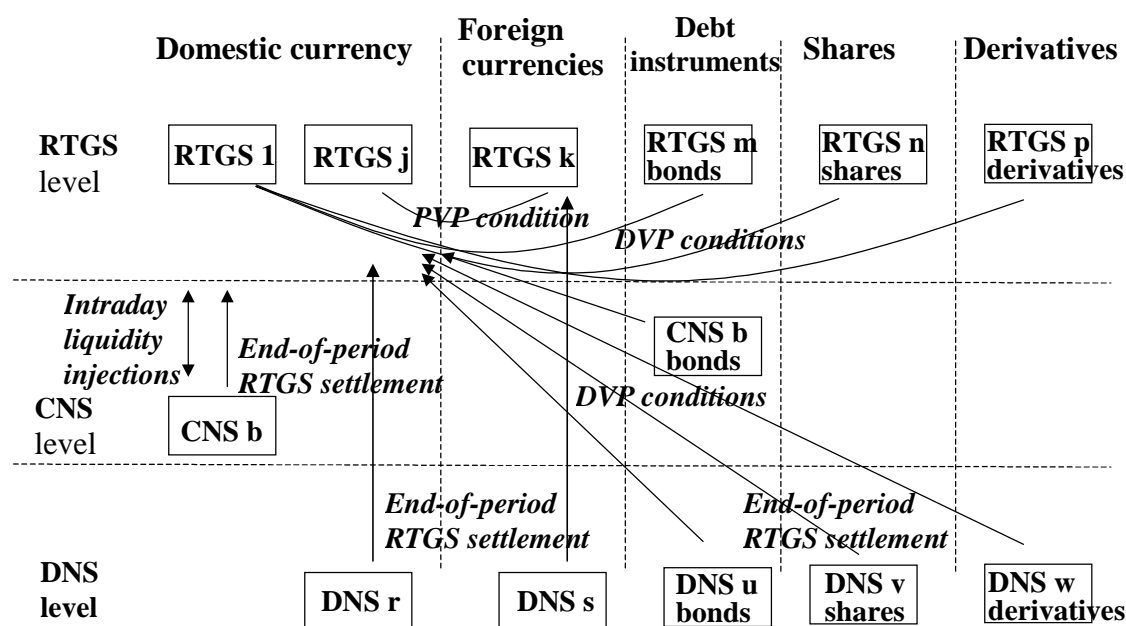 Domestic currency
Foreign
currencies
Debt
instruments
Shares
Derivatives
RTGS
level
RTGS 1
RTGS j
RTGS k
RTGS m
bonds
RTGS n
shares
RTGS p
derivatives
PVP condition
DVP conditions
Intraday
liquidity
injections
End-of-period
RTGS settlement
CNS b
bonds
DVP conditions
CNS
level
CNS b
End-of-period
RTGS settlement
End-of-period
RTGS settlement
DNS
level
DNS r
DNS s
DNS u
bonds
DNS v
shares
DNS w
derivatives